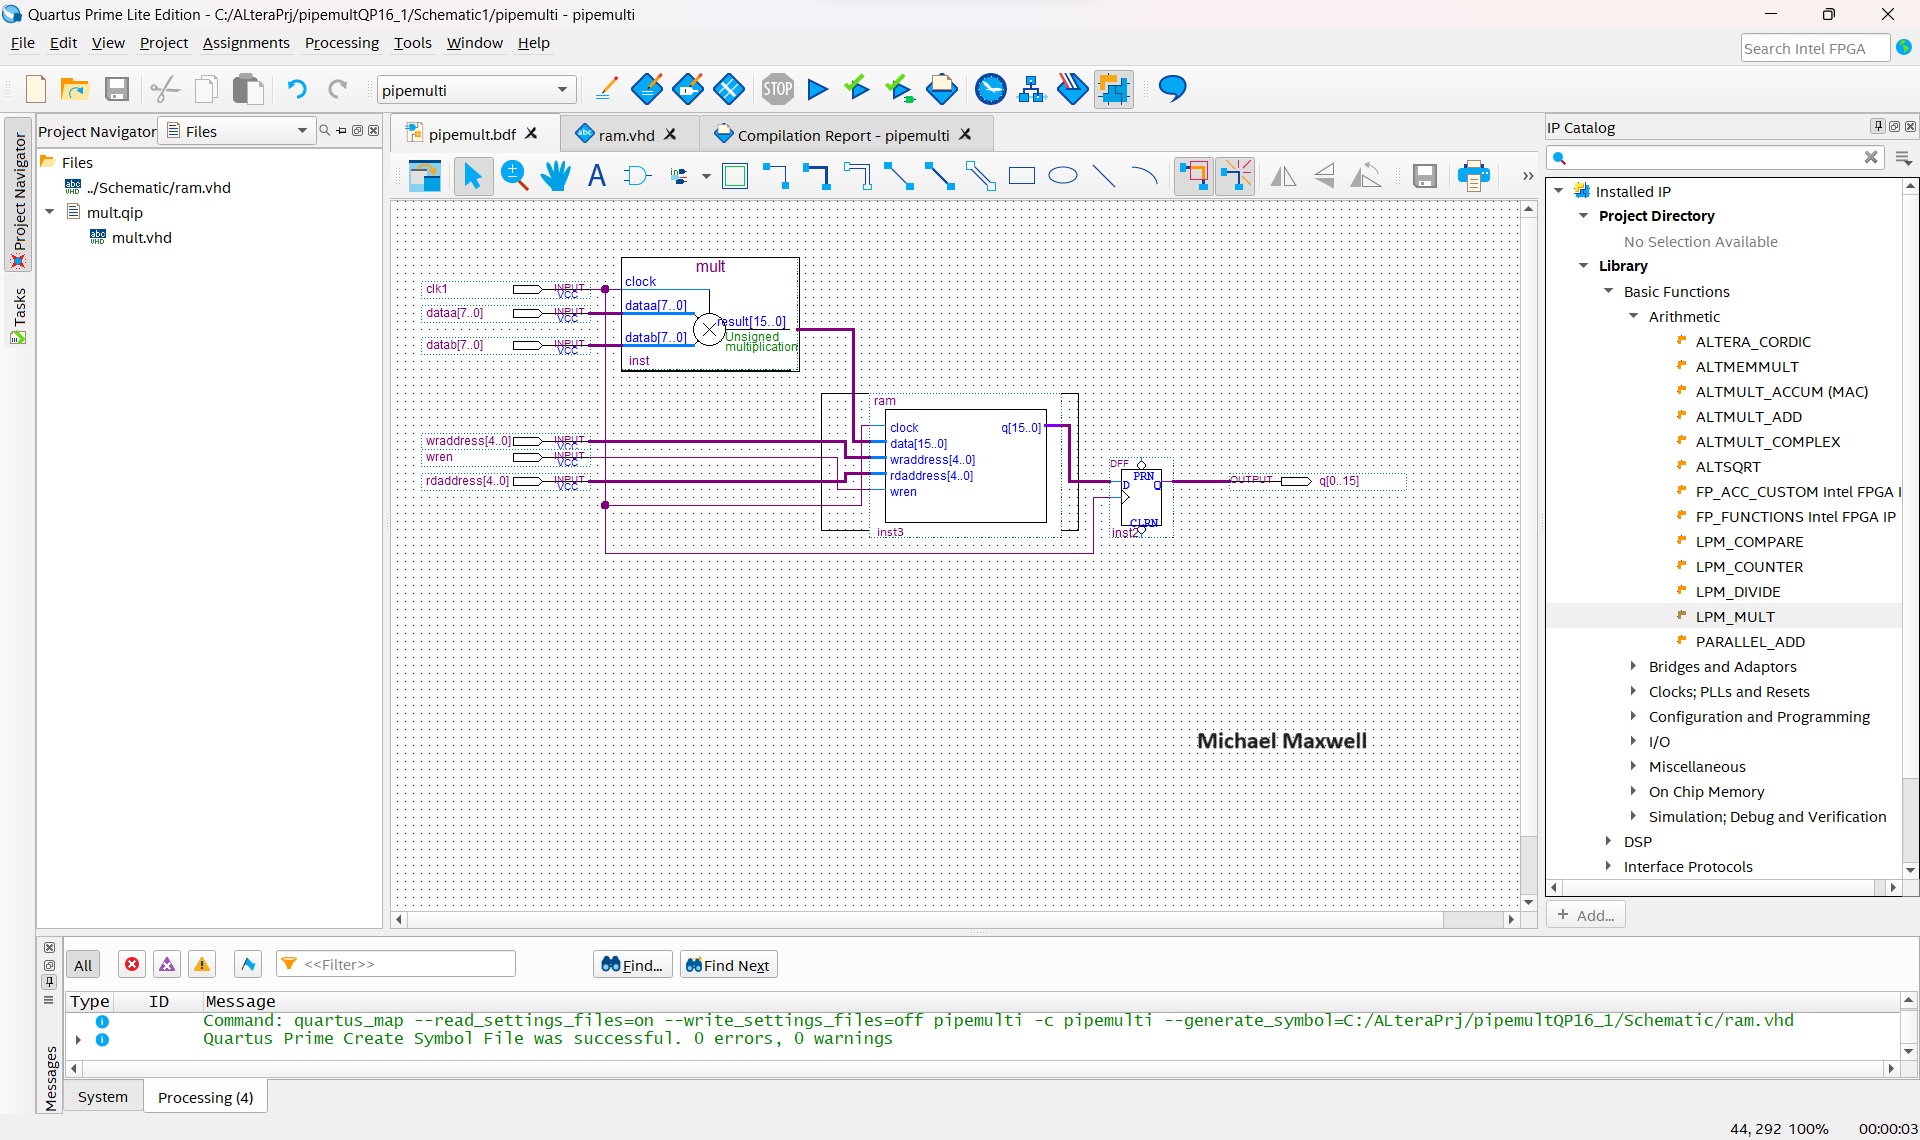 Quartus Prime Lite Edition - C:/ALteraPrj/pipemultQP16_1/Schematic1/pipemulti - pipemulti
File Edit View Project Assignments Processing Tools Window Help
Search Intel FPGA
pipemulti
STOP
Project Navigator Files
Files
../Schematic/ram.vhd
mult.qip
mult.vhd
Project Navigator
Tasks
pipemult.bdf ram.vhd Compilation Report - pipemulti
mult
clk1 INPUT VCC clock
dataa[7..0] INPUT VCC dataa[7..0]
result[15..0]
datab[7..0] INPUT VCC datab[7..0]
Unsigned
multiplication
inst
ram
clock q[15..0]
wraddress[4..0] INPUT VCC data[15..0]
wren INPUT VCC wraddress[4..0]
rdaddress[4..0] INPUT VCC rdaddress[4..0]
wren
inst3
DFF
PRN
D Q
CLRN
inst2
OUTPUT q[0..15]
Michael Maxwell
IP Catalog
Installed IP
Project Directory
No Selection Available
Library
Basic Functions
Arithmetic
ALTERA_CORDIC
ALTMEMMULT
ALTMULT_ACCUM (MAC)
ALTMULT_ADD
ALTMULT_COMPLEX
ALTSQRT
FP_ACC_CUSTOM Intel FPGA I
FP_FUNCTIONS Intel FPGA IP
LPM_COMPARE
LPM_COUNTER
LPM_DIVIDE
LPM_MULT
PARALLEL_ADD
Bridges and Adaptors
Clocks; PLLs and Resets
Configuration and Programming
I/O
Miscellaneous
On Chip Memory
Simulation; Debug and Verification
DSP
Interface Protocols
+ Add...
All <<Filter>> Find... Find Next
Type ID Message
Command: quartus_map --read_settings_files=on --write_settings_files=off pipemulti -c pipemulti --generate_symbol=C:/ALteraPrj/pipemultQP16_1/Schematic/ram.vhd
Quartus Prime Create Symbol File was successful. 0 errors, 0 warnings
Messages
System Processing (4)
44, 292 100% 00:00:03